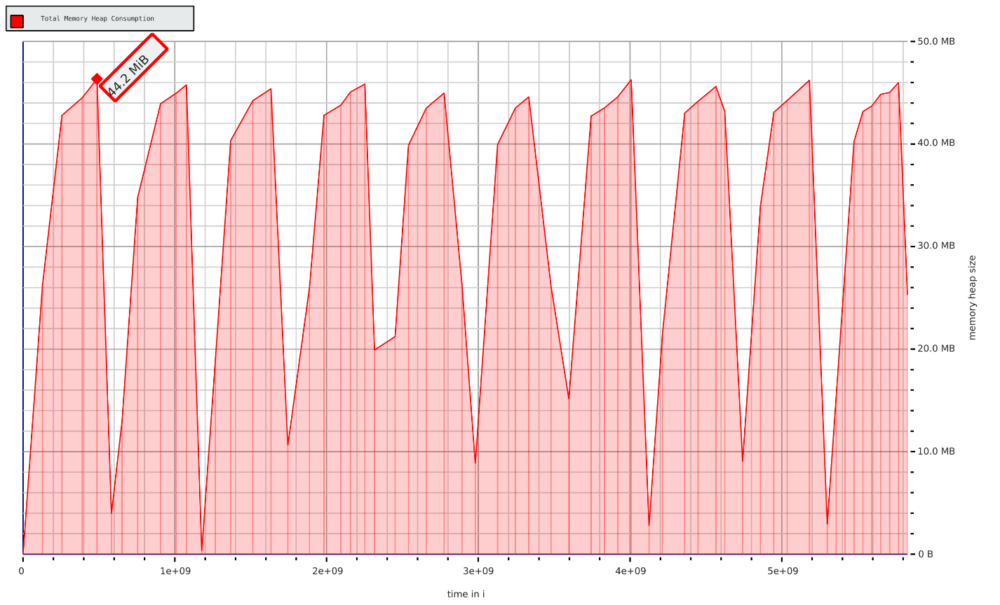 Total Memory Heap Consumption
44.2 MiB
50.0 MB
40.0 MB
30.0 MB
20.0 MB
10.0 MB
0 B
memory heap size
0 1e+09 2e+09 3e+09 4e+09 5e+09
time in i